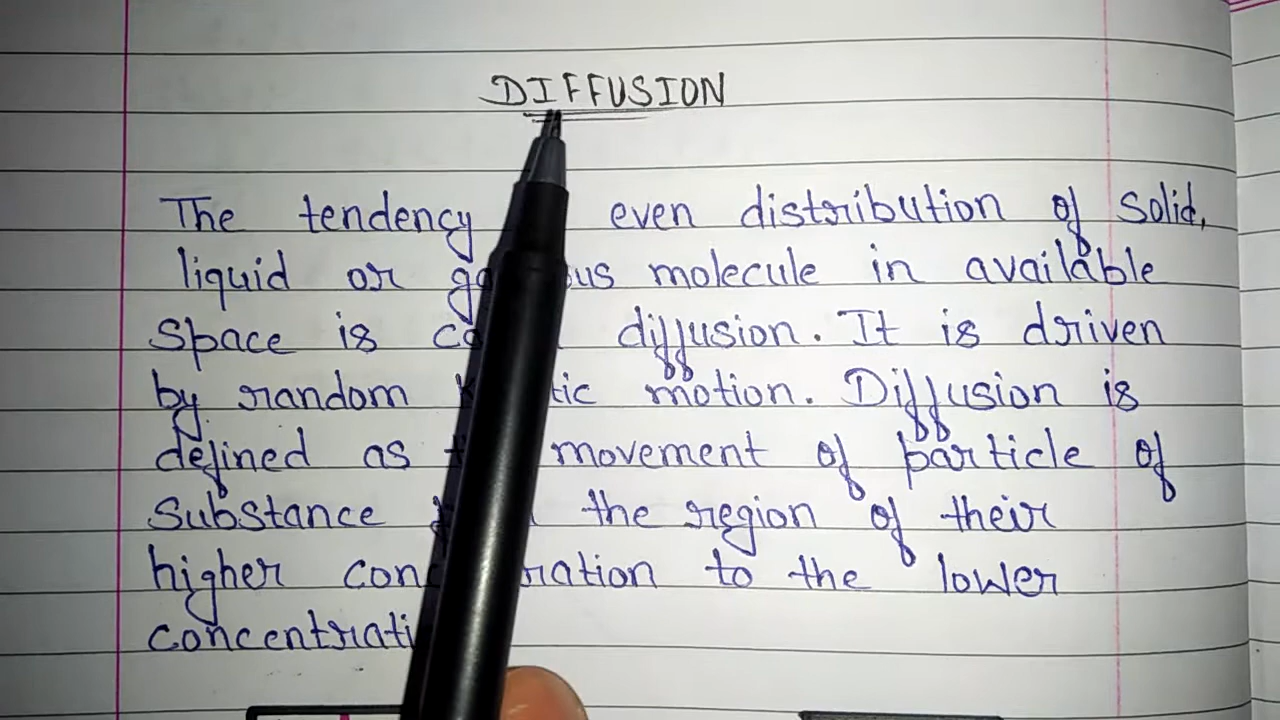 DIFFUSION
The tendency even distribution of solid,
liquid or molecule in available
Space is diffusion. It is driven
by random motion. Diffusion is
defined as movement of particle of
Substance the region of their
higher to the lower